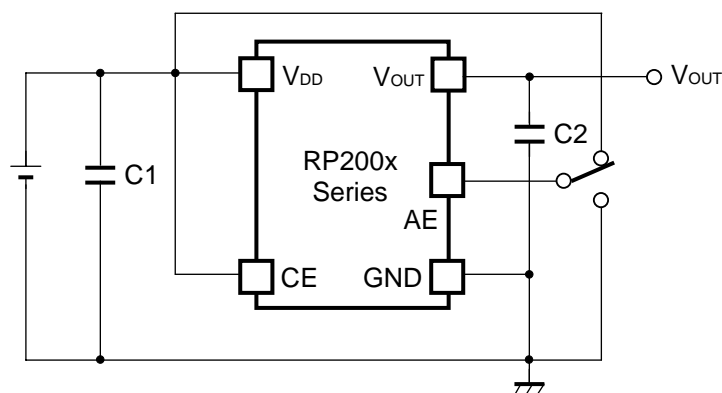 VDD
VOUT
VOUT
C1
C2
RP200x
Series
AE
CE
GND